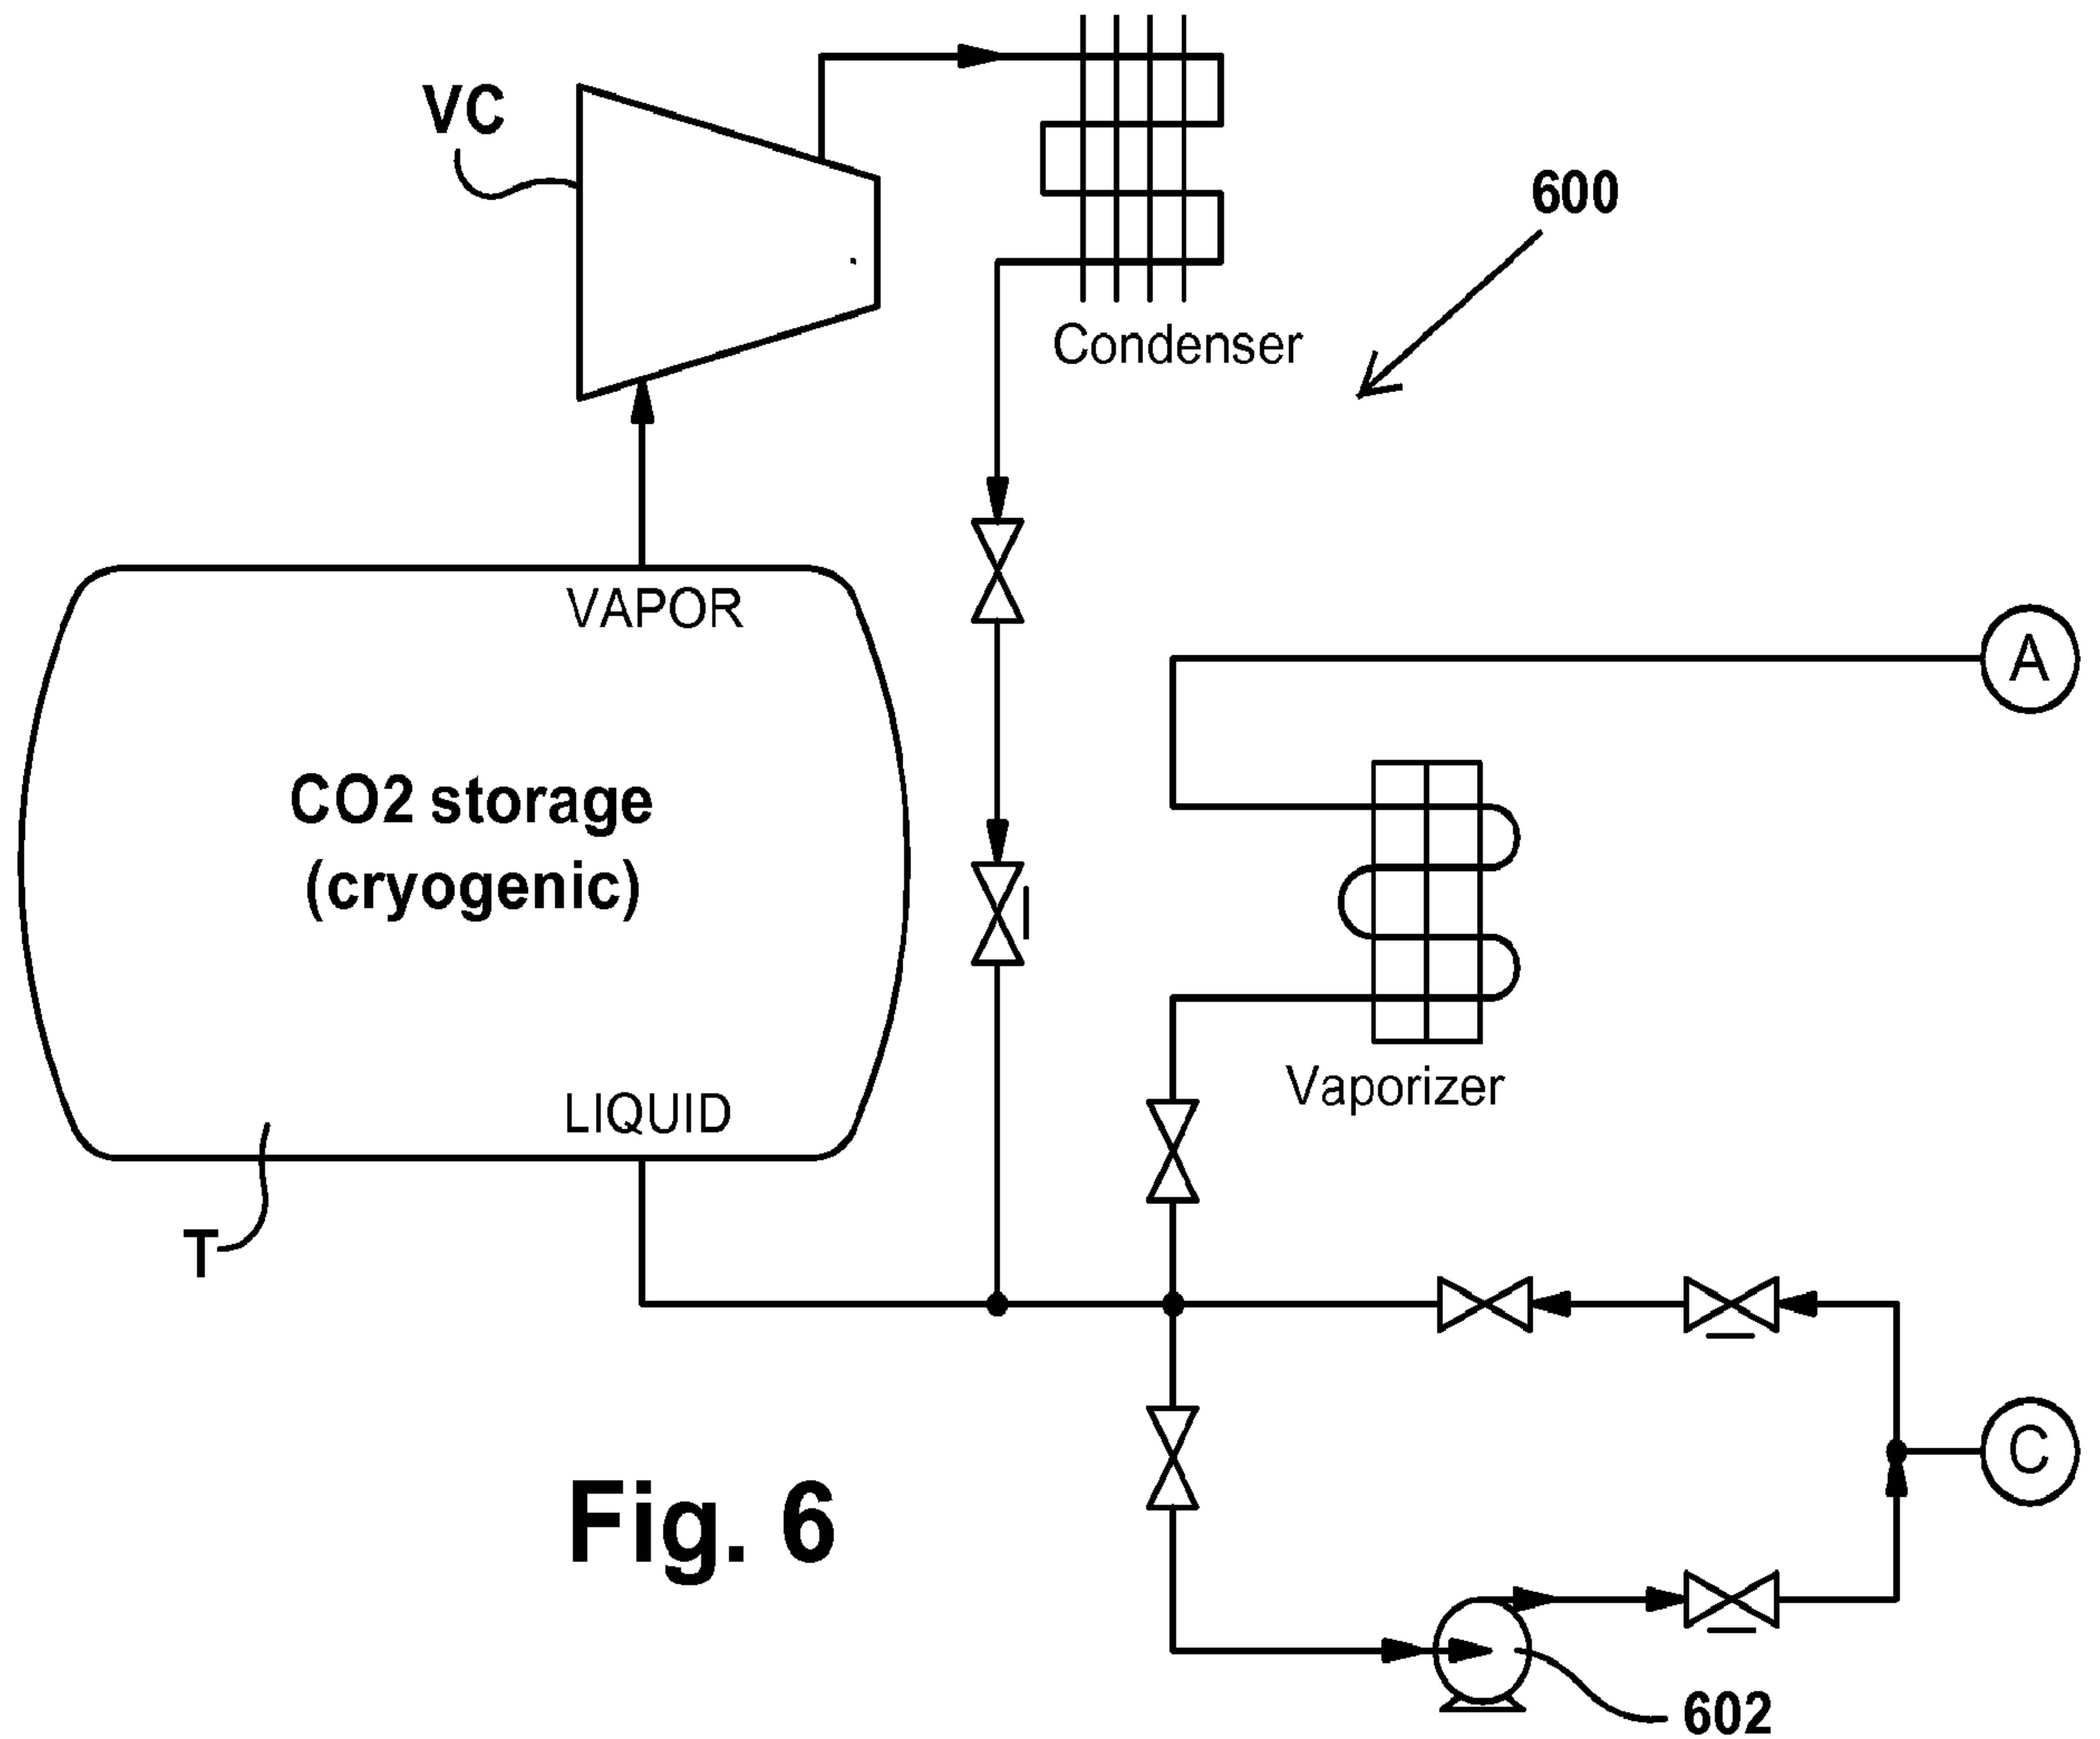 VC
600
Condenser
VAPOR
A
CO2 storage
(cryogenic)
Vaporizer
LIQUID
T
C
Fig. 6
602